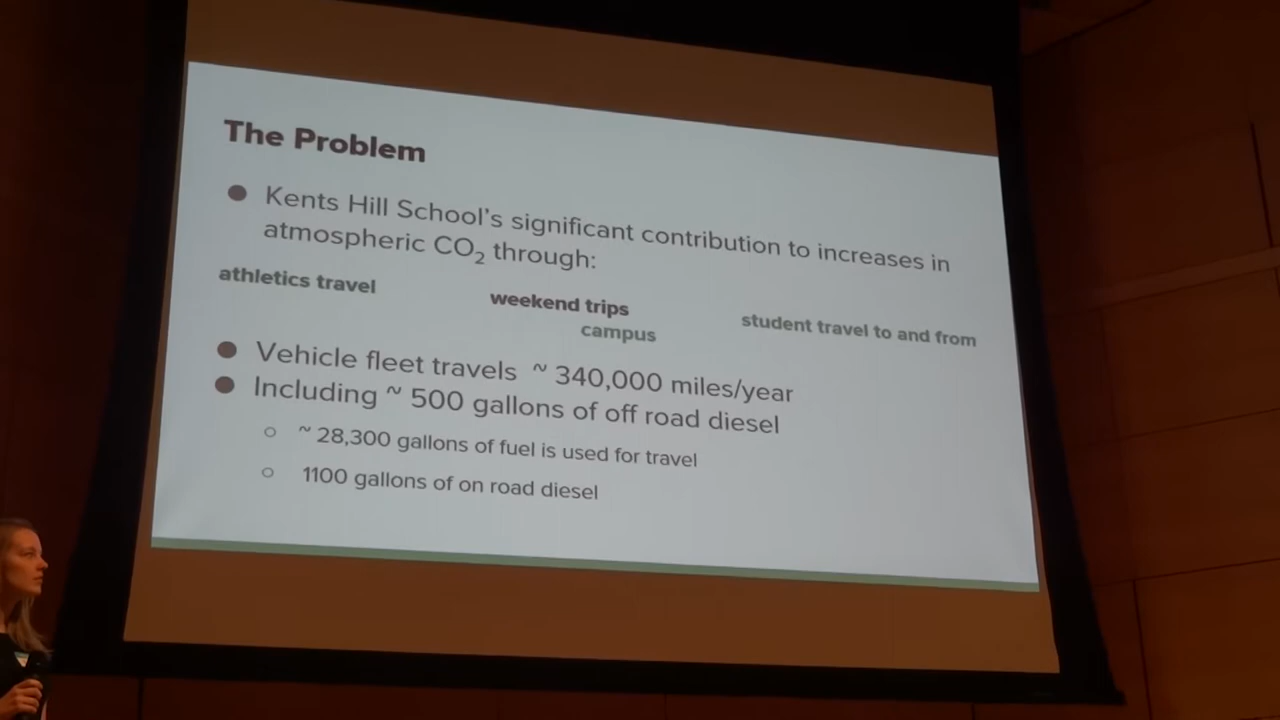 The Problem
● Kents Hill School's significant contribution to increases in
atmospheric CO₂ through:
athletics travel weekend trips student travel to and from
campus
● Vehicle fleet travels ~ 340,000 miles/year
● Including ~ 500 gallons of off road diesel
○ ~ 28,300 gallons of fuel is used for travel
○ 1100 gallons of on road diesel